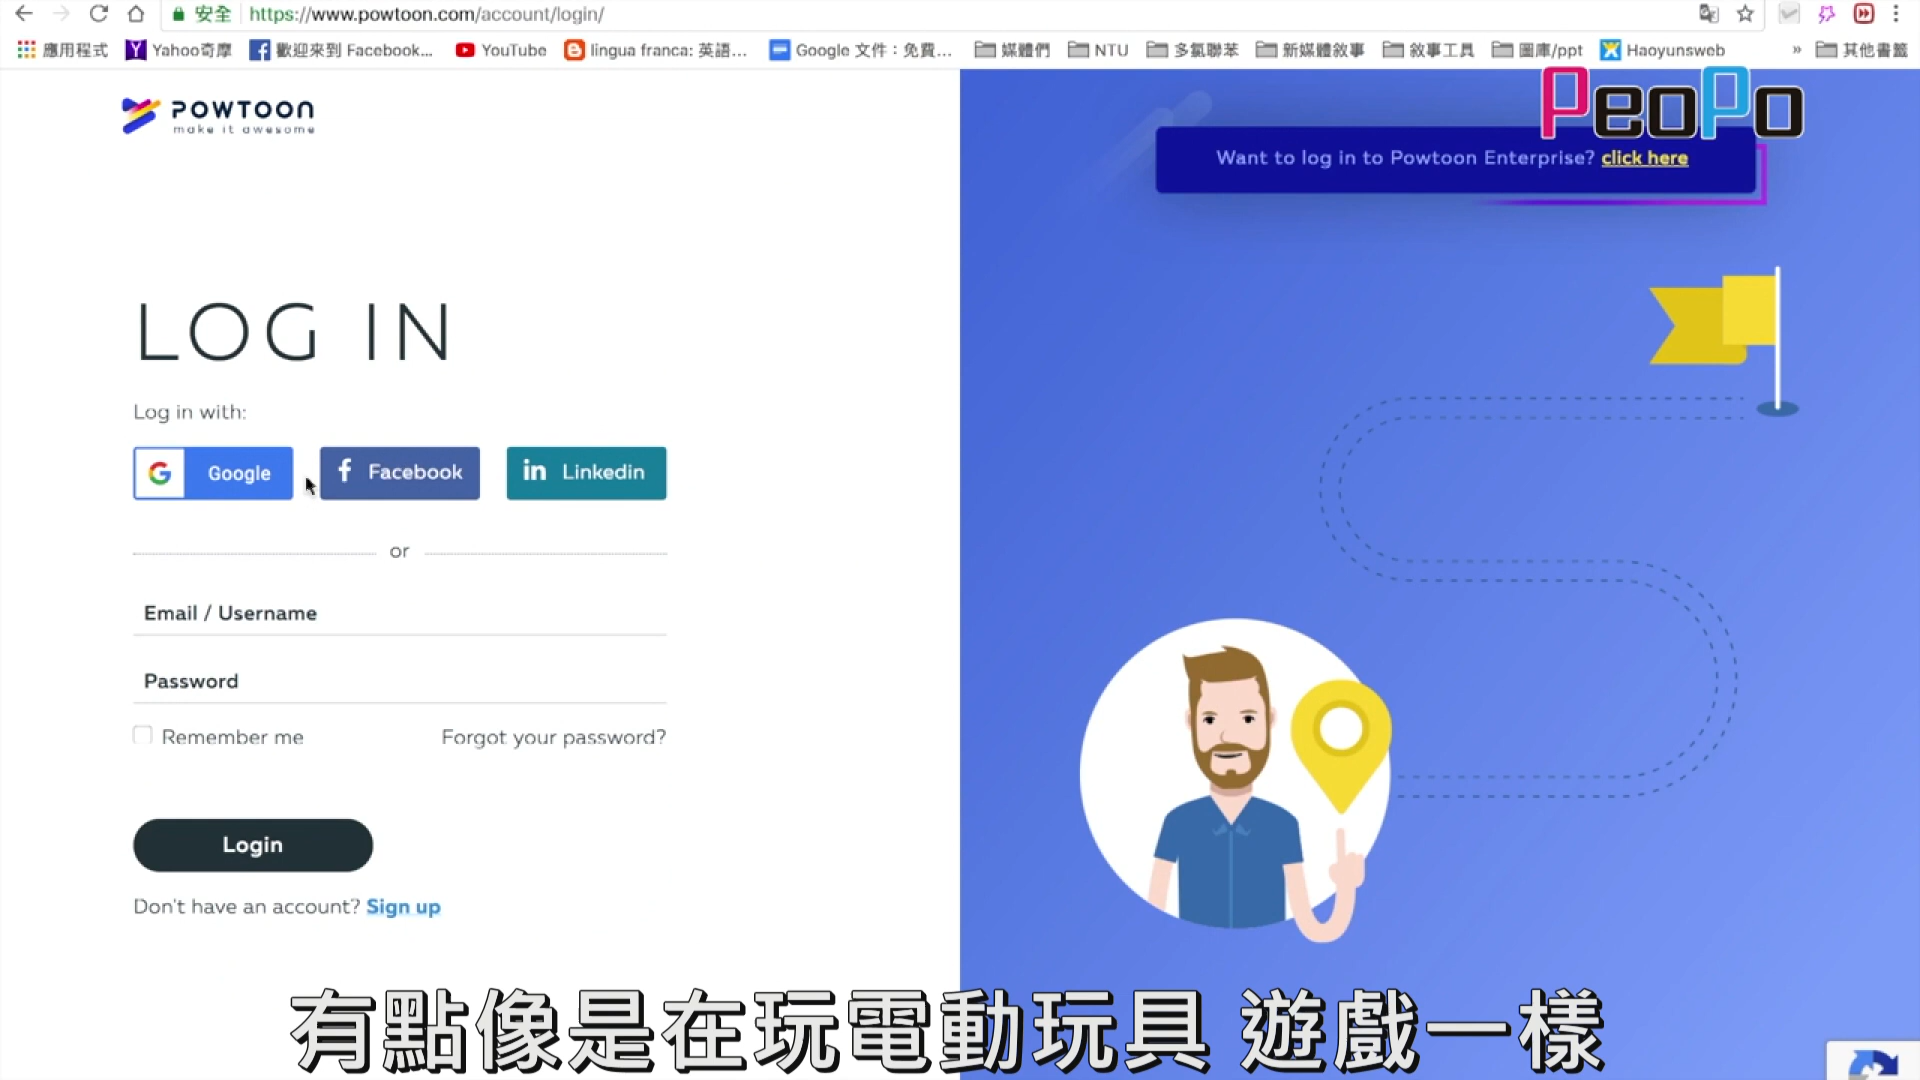 安全 https://www.powtoon.com/account/login/
應用程式 Yahoo奇摩 歡迎來到 Facebook... YouTube lingua franca: 英語... Google 文件：免費... 媒體們 NTU 多氣聯苯 新媒體敘事 敘事工具 圖庫/ppt Haoyunsweb » 其他書籤
POWTOON
make it awesome
PeoPo
Want to log in to Powtoon Enterprise? click here
LOG IN
Log in with:
Google Facebook Linkedin
or
Email / Username
Password
Remember me Forgot your password?
Login
Don't have an account? Sign up
有點像是在玩電動玩具 遊戲一樣